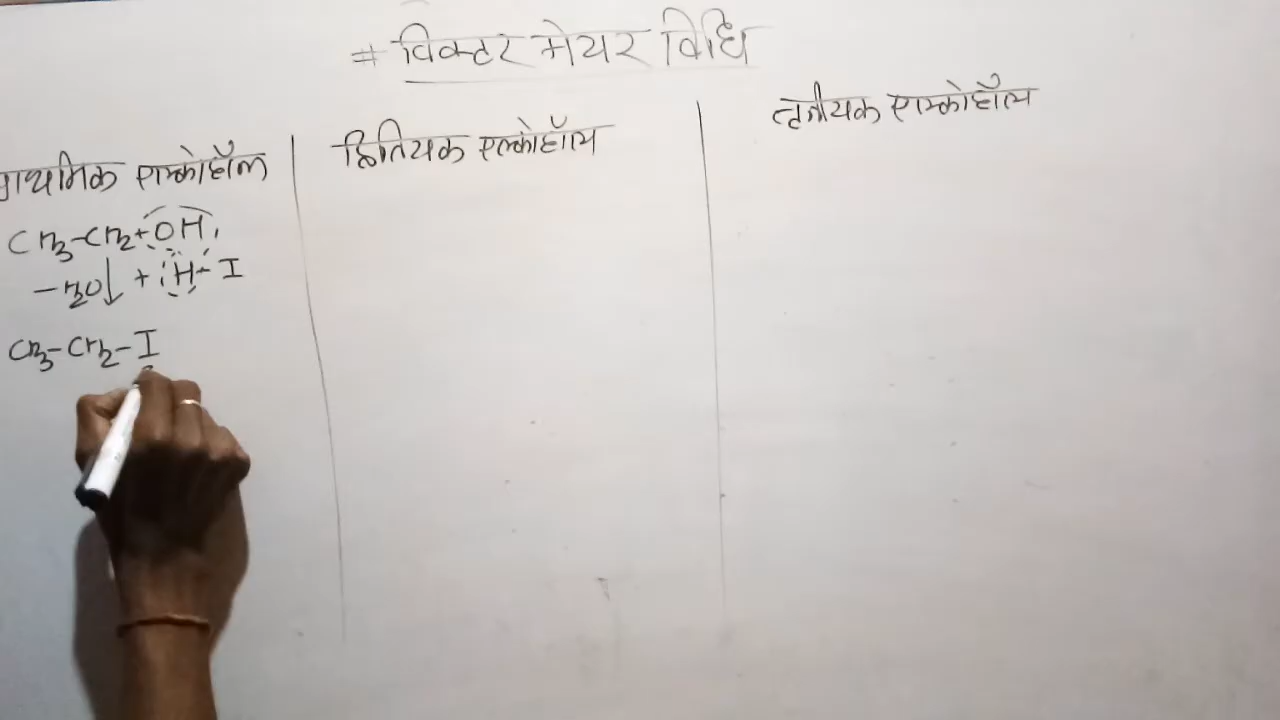 # विक्टर मेयर विधि
प्राथमिक एल्कोहॉल
द्वितियक एल्कोहॉल
तृतीयक एल्कोहॉल
CH3-CH2+OH
-H2O↓ + H-I
CH3-CH2-I